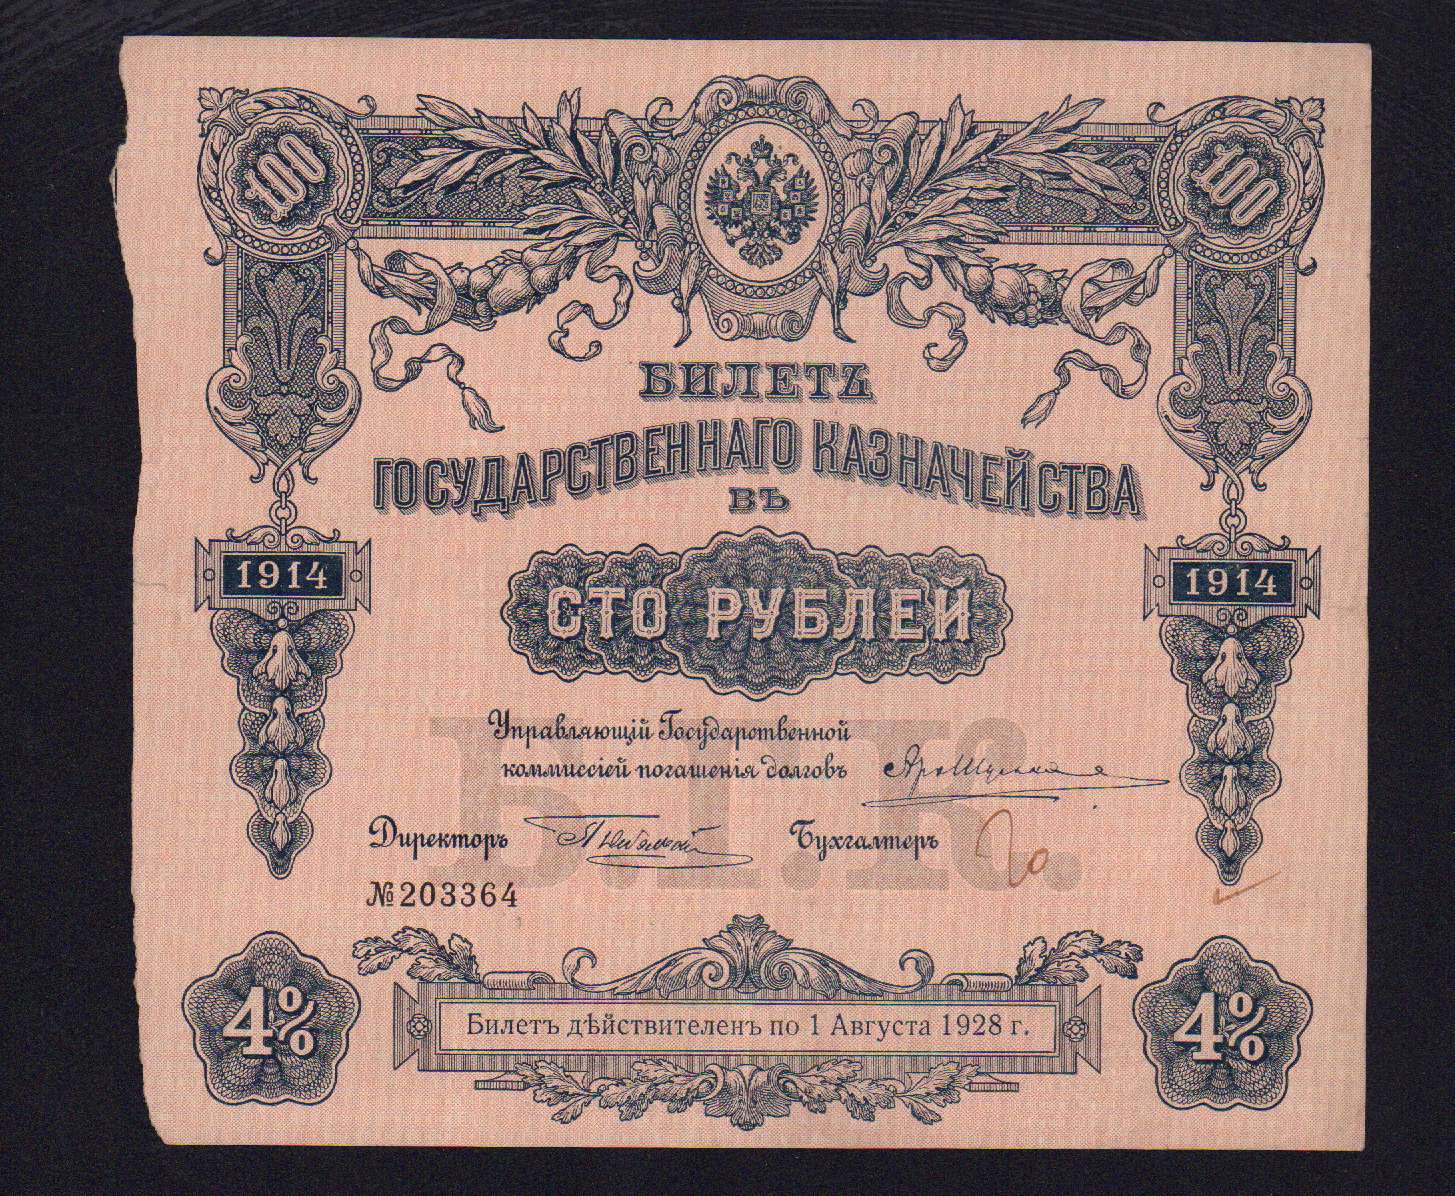 100 100
БИЛЕТЪ
ГОСУДАРСТВЕННАГО КАЗНАЧЕЙСТВА
ВЪ
1914 1914
СТО РУБЛЕЙ
Управляющій Государственной
коммиссіей погашенія долговъ
Директоръ Бухгалтеръ
№203364
4% 4%
Билетъ дѣйствителенъ по 1 Августа 1928 г.